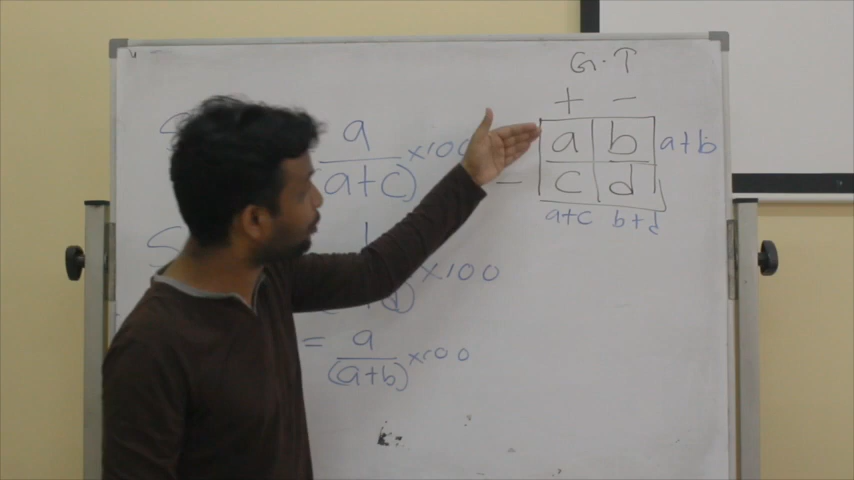 G.T
+ -
a b a+b
- c d
a+c b+d
a
(a+c) ×100
×100
= a
(a+b) ×100